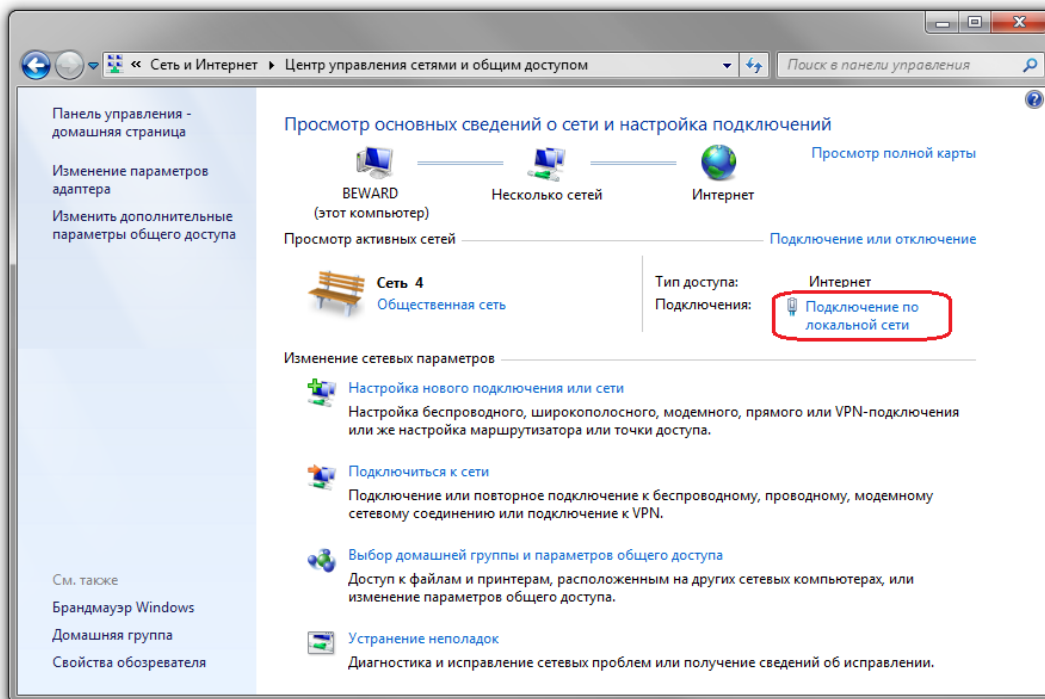 « Сеть и Интернет ▸ Центр управления сетями и общим доступом
Поиск в панели управления
Панель управления -
домашняя страница
Изменение параметров
адаптера
Изменить дополнительные
параметры общего доступа
См. также
Брандмауэр Windows
Домашняя группа
Свойства обозревателя
Просмотр основных сведений о сети и настройка подключений
Просмотр полной карты
BEWARD
(этот компьютер)
Несколько сетей
Интернет
Просмотр активных сетей
Подключение или отключение
Сеть 4
Общественная сеть
Тип доступа: Интернет
Подключения: Подключение по
локальной сети
Изменение сетевых параметров
Настройка нового подключения или сети
Настройка беспроводного, широкополосного, модемного, прямого или VPN-подключения
или же настройка маршрутизатора или точки доступа.
Подключиться к сети
Подключение или повторное подключение к беспроводному, проводному, модемному
сетевому соединению или подключение к VPN.
Выбор домашней группы и параметров общего доступа
Доступ к файлам и принтерам, расположенным на других сетевых компьютерах, или
изменение параметров общего доступа.
Устранение неполадок
Диагностика и исправление сетевых проблем или получение сведений об исправлении.